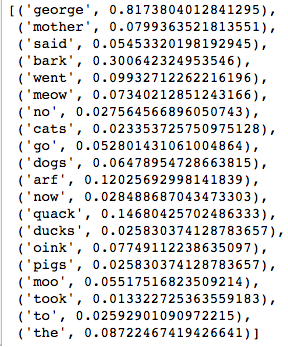 [('george', 0.8173804012841295),
('mother', 0.0799363521813551),
('said', 0.05453320198192945),
('bark', 0.300642324953546),
('went', 0.09932712262216196),
('meow', 0.07340212851243166),
('no', 0.027564566896050743),
('cats', 0.023353725750975128),
('go', 0.052801431061004864),
('dogs', 0.06478954728663815),
('arf', 0.12025692998141839),
('now', 0.028488687043473303),
('quack', 0.14680425702486333),
('ducks', 0.025830374128783657),
('oink', 0.07749112238635097),
('pigs', 0.025830374128783657),
('moo', 0.05517516823509214),
('took', 0.013322725363559183),
('to', 0.02592901090972215),
('the', 0.08722467419426641)]